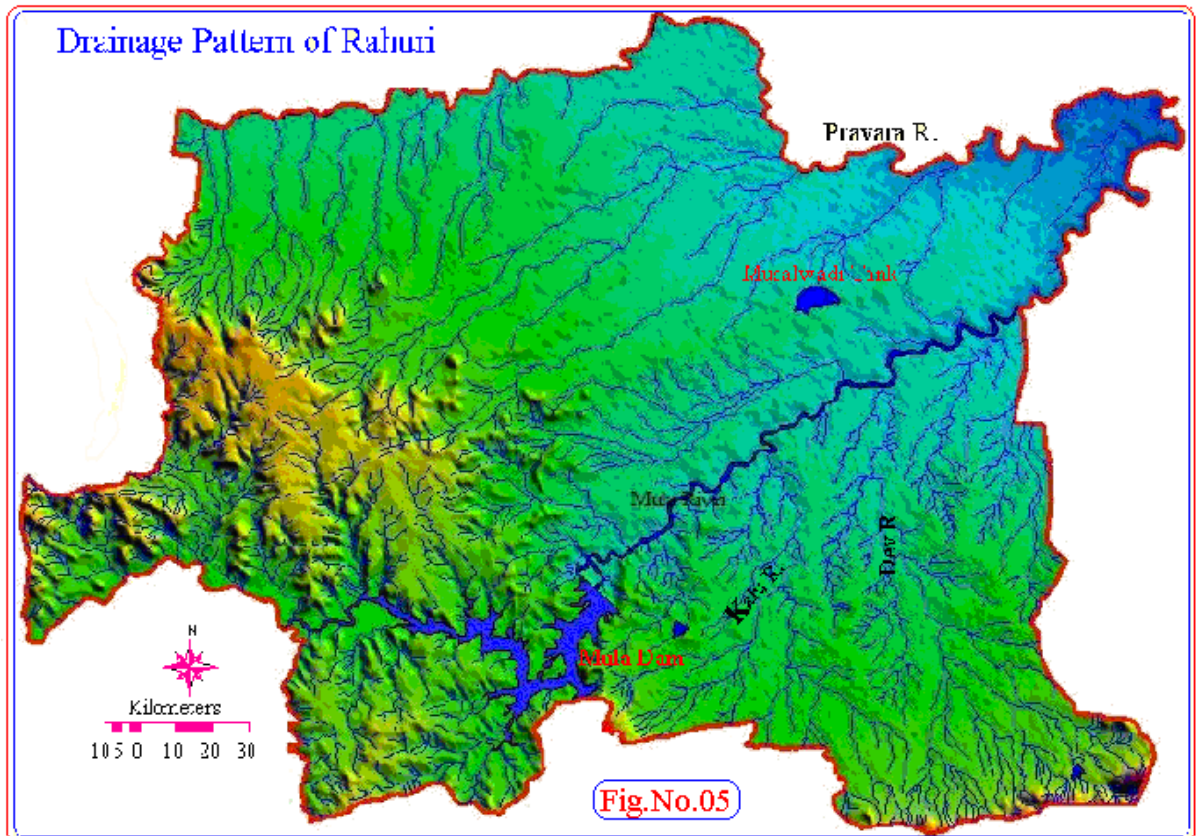 Drainage Pattern of Rahuri
Pravara R.
Mula River
Dev R
R.
Mula Dam
N
Kilometers
10 5 0 10 20 30
Fig.No.05